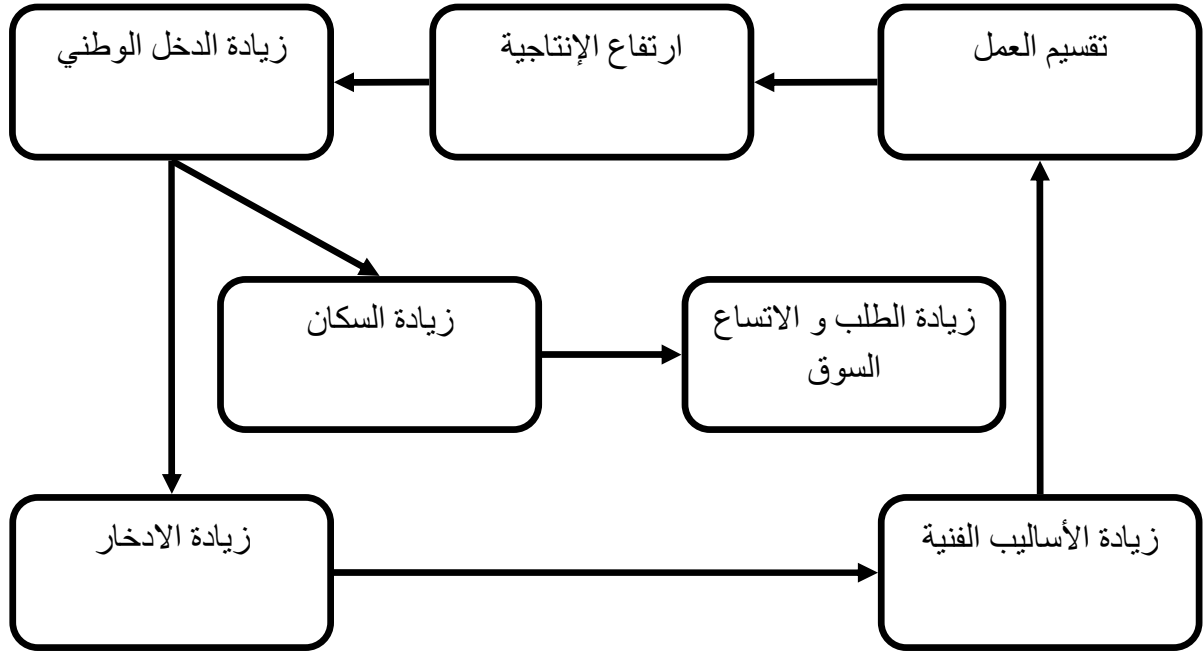 تقسيم العمل
ارتفاع الإنتاجية
زيادة الدخل الوطني
زيادة الطلب و الاتساع
السوق
زيادة السكان
زيادة الأساليب الفنية
زيادة الادخار